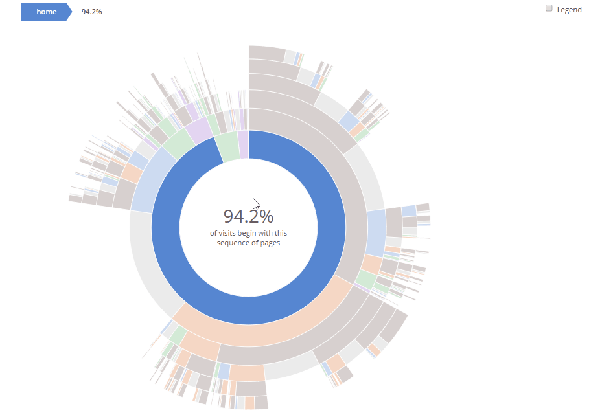 home
94.2%
Legend
94.2%
of visits begin with this
sequence of pages